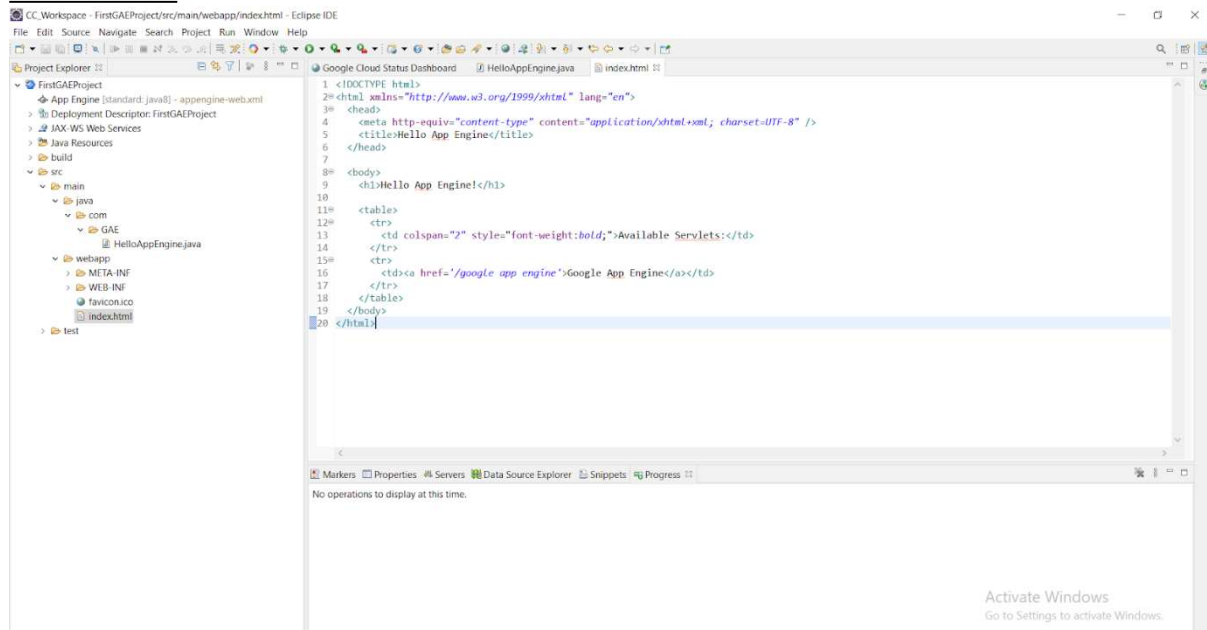 CC_Workspace - FirstGAEProject/src/main/webapp/index.html - Eclipse IDE
File Edit Source Navigate Search Project Run Window Help
Project Explorer
FirstGAEProject
App Engine [standard: java8] - appengine-web.xml
Deployment Descriptor: FirstGAEProject
JAX-WS Web Services
Java Resources
build
src
main
java
com
GAE
HelloAppEngine.java
webapp
META-INF
WEB-INF
favicon.ico
index.html
test
Google Cloud Status Dashboard HelloAppEngine.java index.html
1 <!DOCTYPE html>
2 <html xmlns="http://www.w3.org/1999/xhtml" lang="en">
3 <head>
4 <meta http-equiv="content-type" content="application/xhtml+xml; charset=UTF-8" />
5 <title>Hello App Engine</title>
6 </head>
7
8 <body>
9 <h1>Hello App Engine!</h1>
10
11 <table>
12 <tr>
13 <td colspan="2" style="font-weight:bold;">Available Servlets:</td>
14 </tr>
15 <tr>
16 <td><a href='/google app engine'>Google App Engine</a></td>
17 </tr>
18 </table>
19 </body>
20 </html>
Markers Properties Servers Data Source Explorer Snippets Progress
No operations to display at this time.
Activate Windows
Go to Settings to activate Windows.